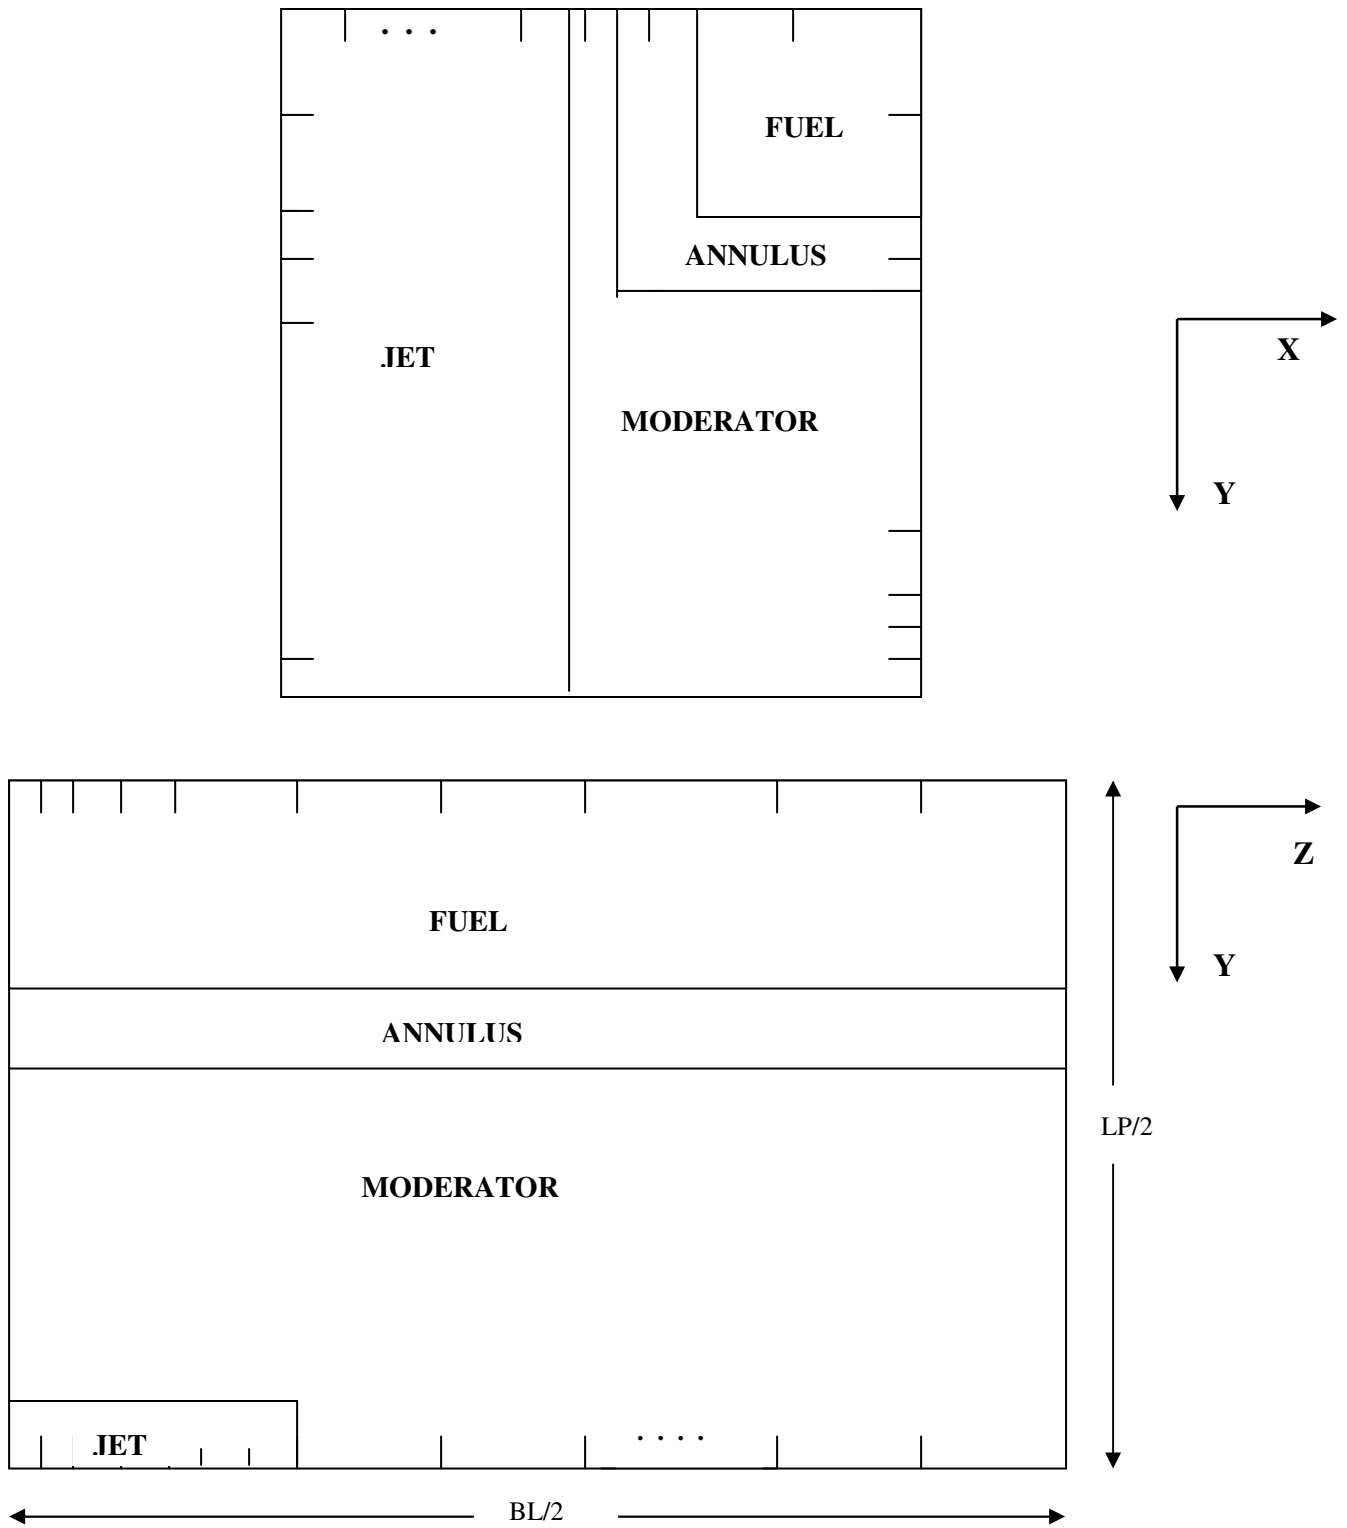 . . .
FUEL
ANNULUS
JET
X
MODERATOR
Y
Z
FUEL
Y
ANNULUS
LP/2
MODERATOR
. . . .
JET
BL/2